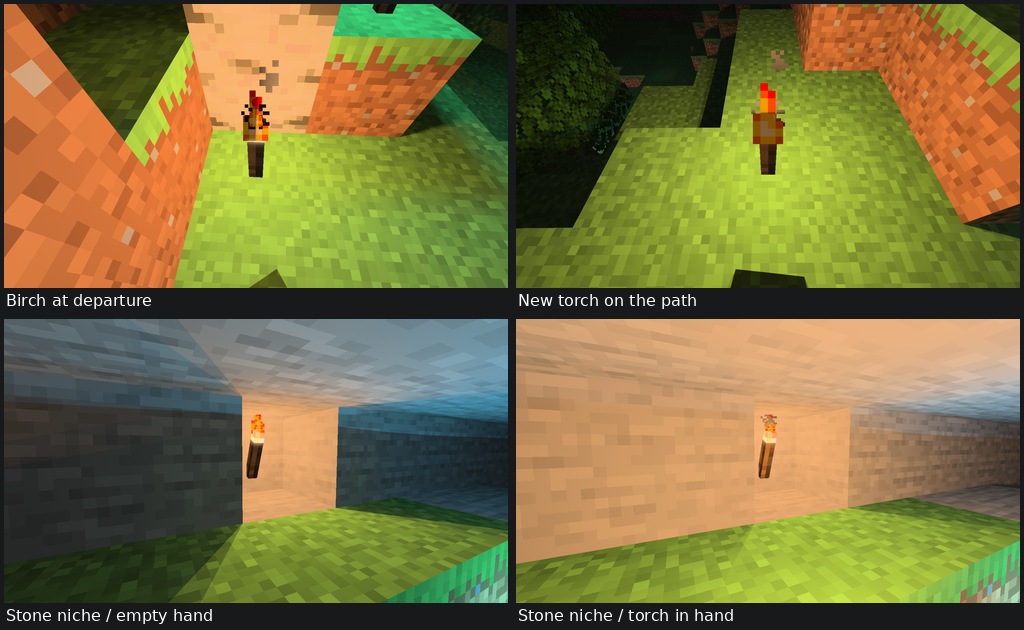 Birch at departure
New torch on the path
Stone niche / empty hand
Stone niche / torch in hand